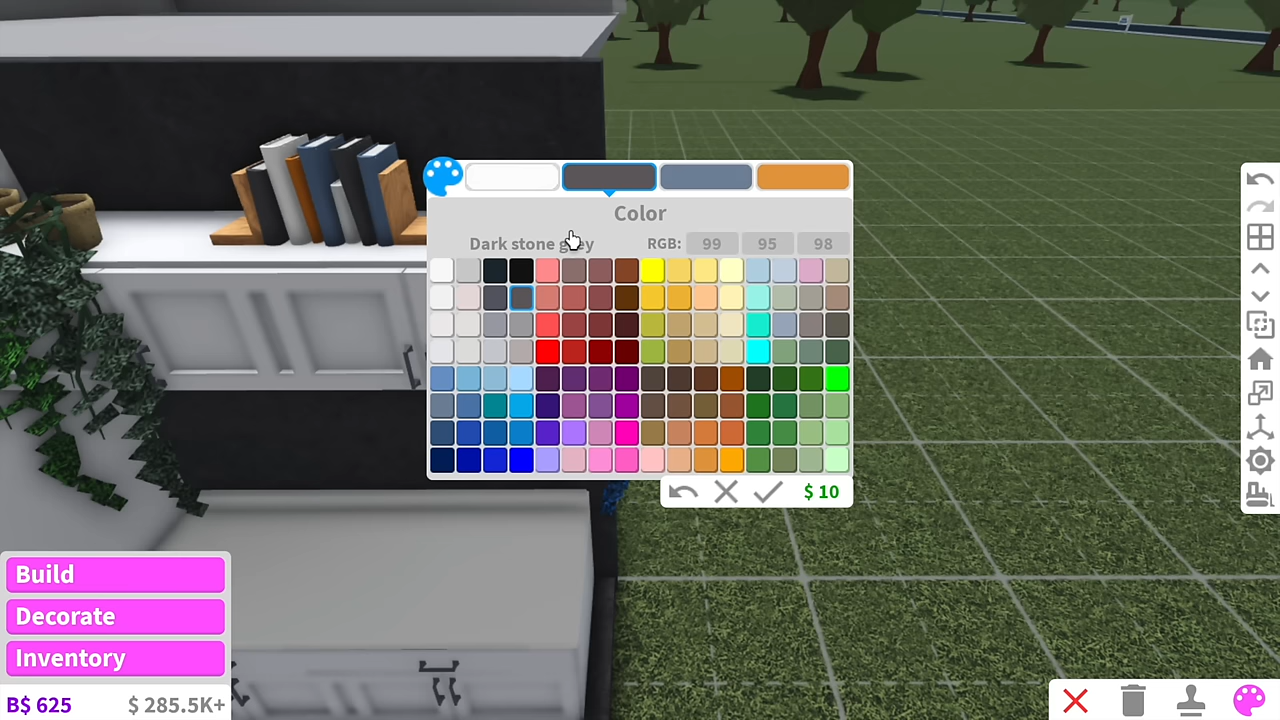 Color
Dark stone grey RGB: 99 95 98
$ 10
Build
Decorate
Inventory
B$ 625 $ 285.5K+